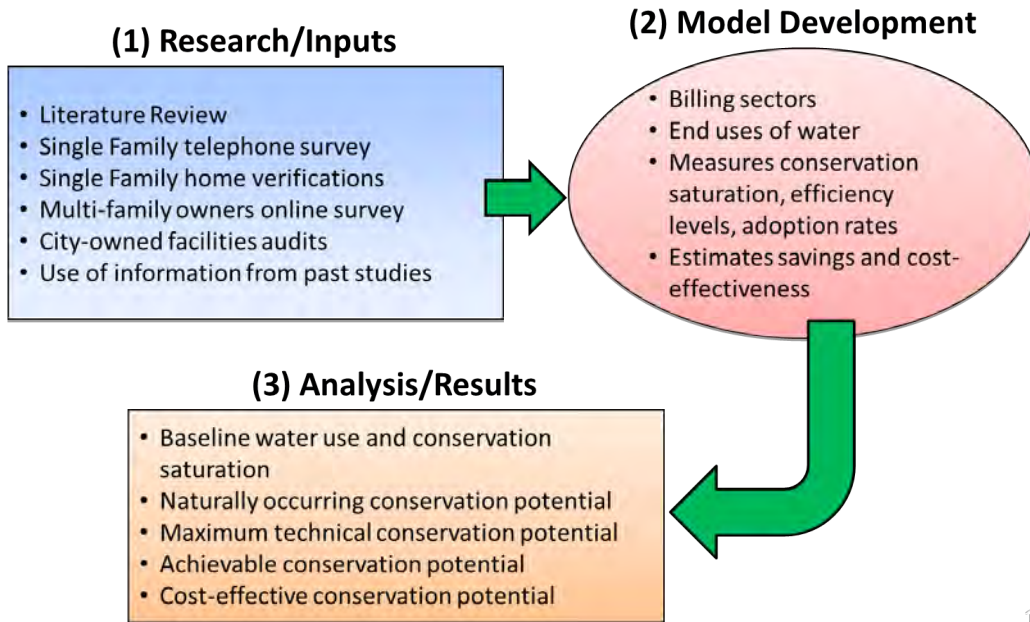 (1) Research/Inputs
• Literature Review
• Single Family telephone survey
• Single Family home verifications
• Multi-family owners online survey
• City-owned facilities audits
• Use of information from past studies
(2) Model Development
• Billing sectors
• End uses of water
• Measures conservation
saturation, efficiency
levels, adoption rates
• Estimates savings and cost-
effectiveness
(3) Analysis/Results
• Baseline water use and conservation
saturation
• Naturally occurring conservation potential
• Maximum technical conservation potential
• Achievable conservation potential
• Cost-effective conservation potential